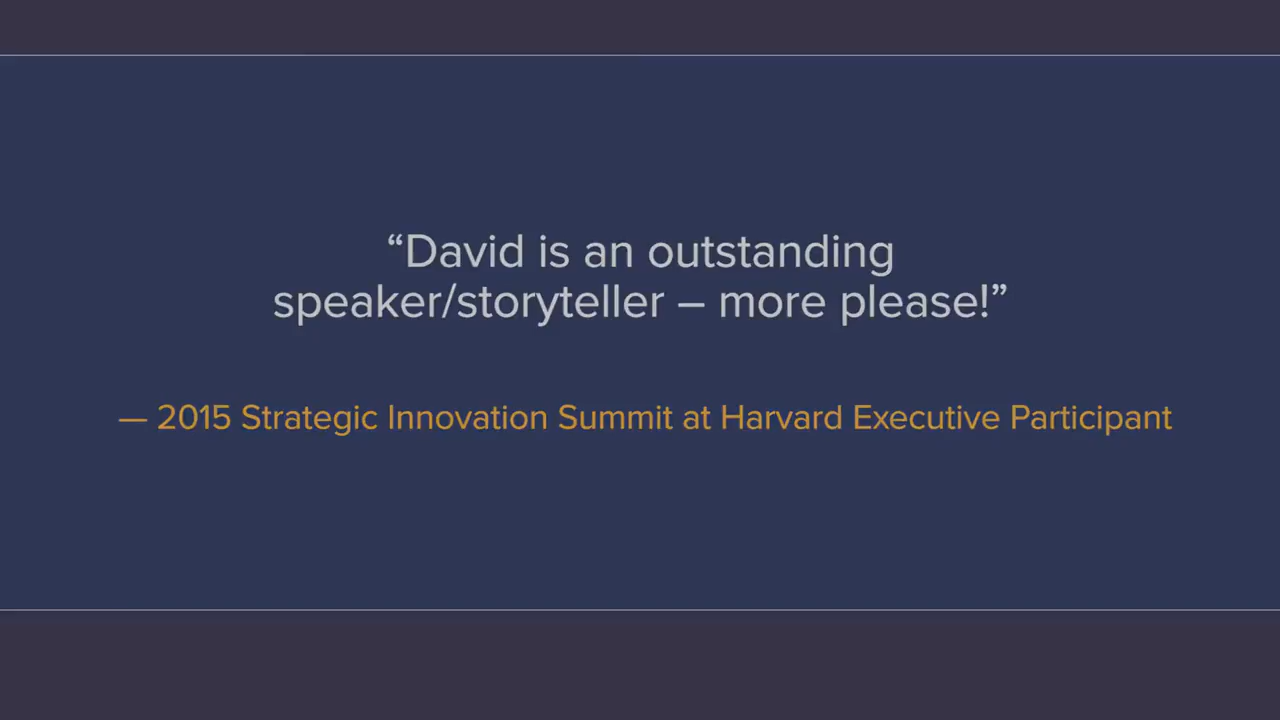 “David is an outstanding
speaker/storyteller – more please!”
— 2015 Strategic Innovation Summit at Harvard Executive Participant